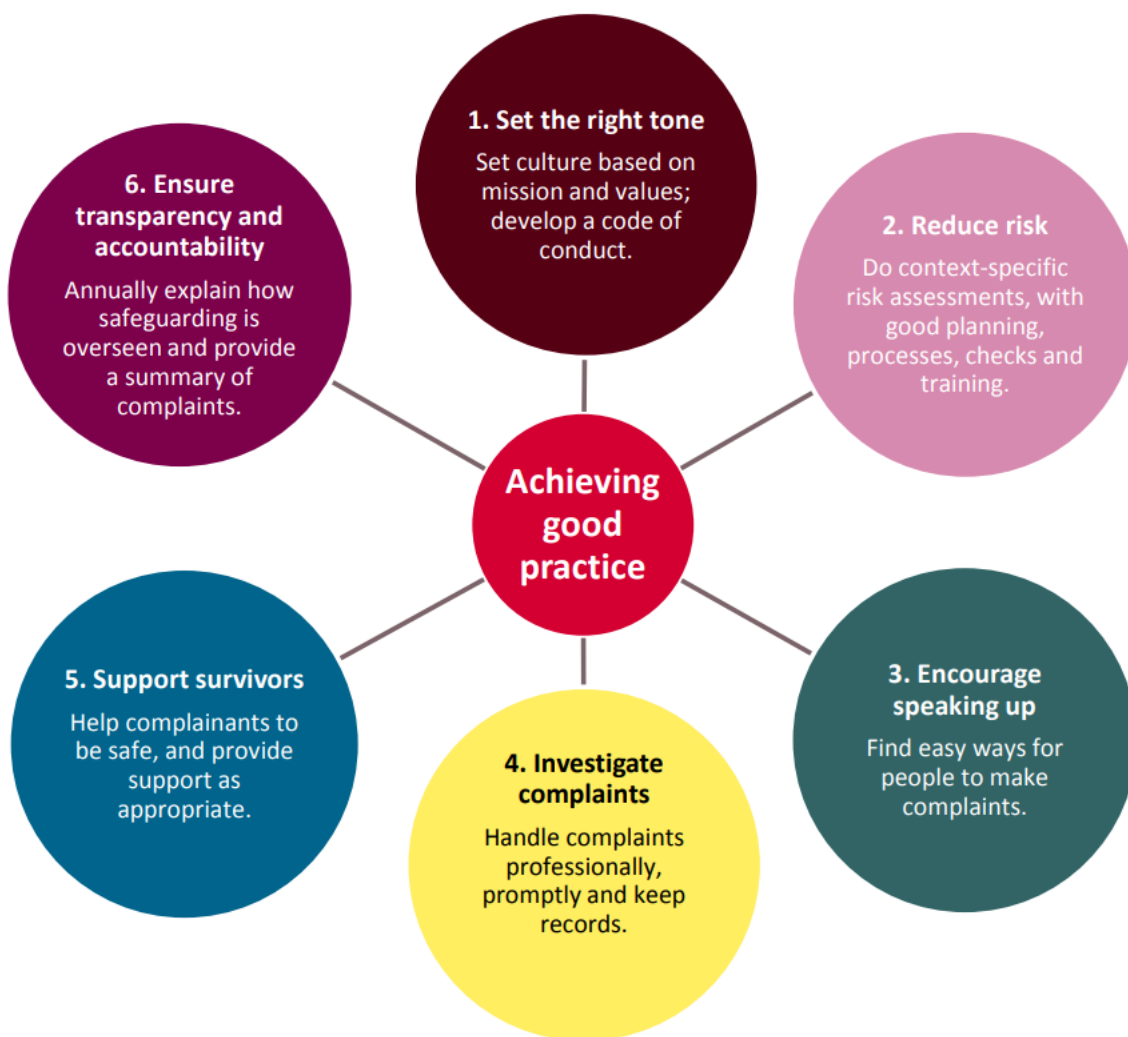 1. Set the right tone
Set culture based on
mission and values;
develop a code of
conduct.
2. Reduce risk
Do context-specific
risk assessments, with
good planning,
processes, checks and
training.
3. Encourage
speaking up
Find easy ways for
people to make
complaints.
4. Investigate
complaints
Handle complaints
professionally,
promptly and keep
records.
5. Support survivors
Help complainants to
be safe, and provide
support as
appropriate.
6. Ensure
transparency and
accountability
Annually explain how
safeguarding is
overseen and provide
a summary of
complaints.
Achieving
good
practice